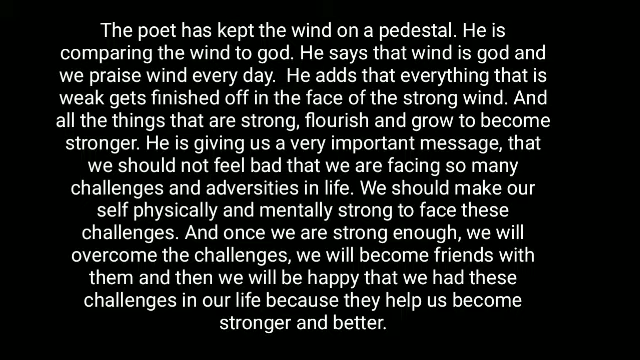 The poet has kept the wind on a pedestal. He is
comparing the wind to god. He says that wind is god and
we praise wind every day.  He adds that everything that is
weak gets finished off in the face of the strong wind. And
all the things that are strong, flourish and grow to become
stronger. He is giving us a very important message, that
we should not feel bad that we are facing so many
challenges and adversities in life. We should make our
self physically and mentally strong to face these
challenges. And once we are strong enough, we will
overcome the challenges, we will become friends with
them and then we will be happy that we had these
challenges in our life because they help us become
stronger and better.